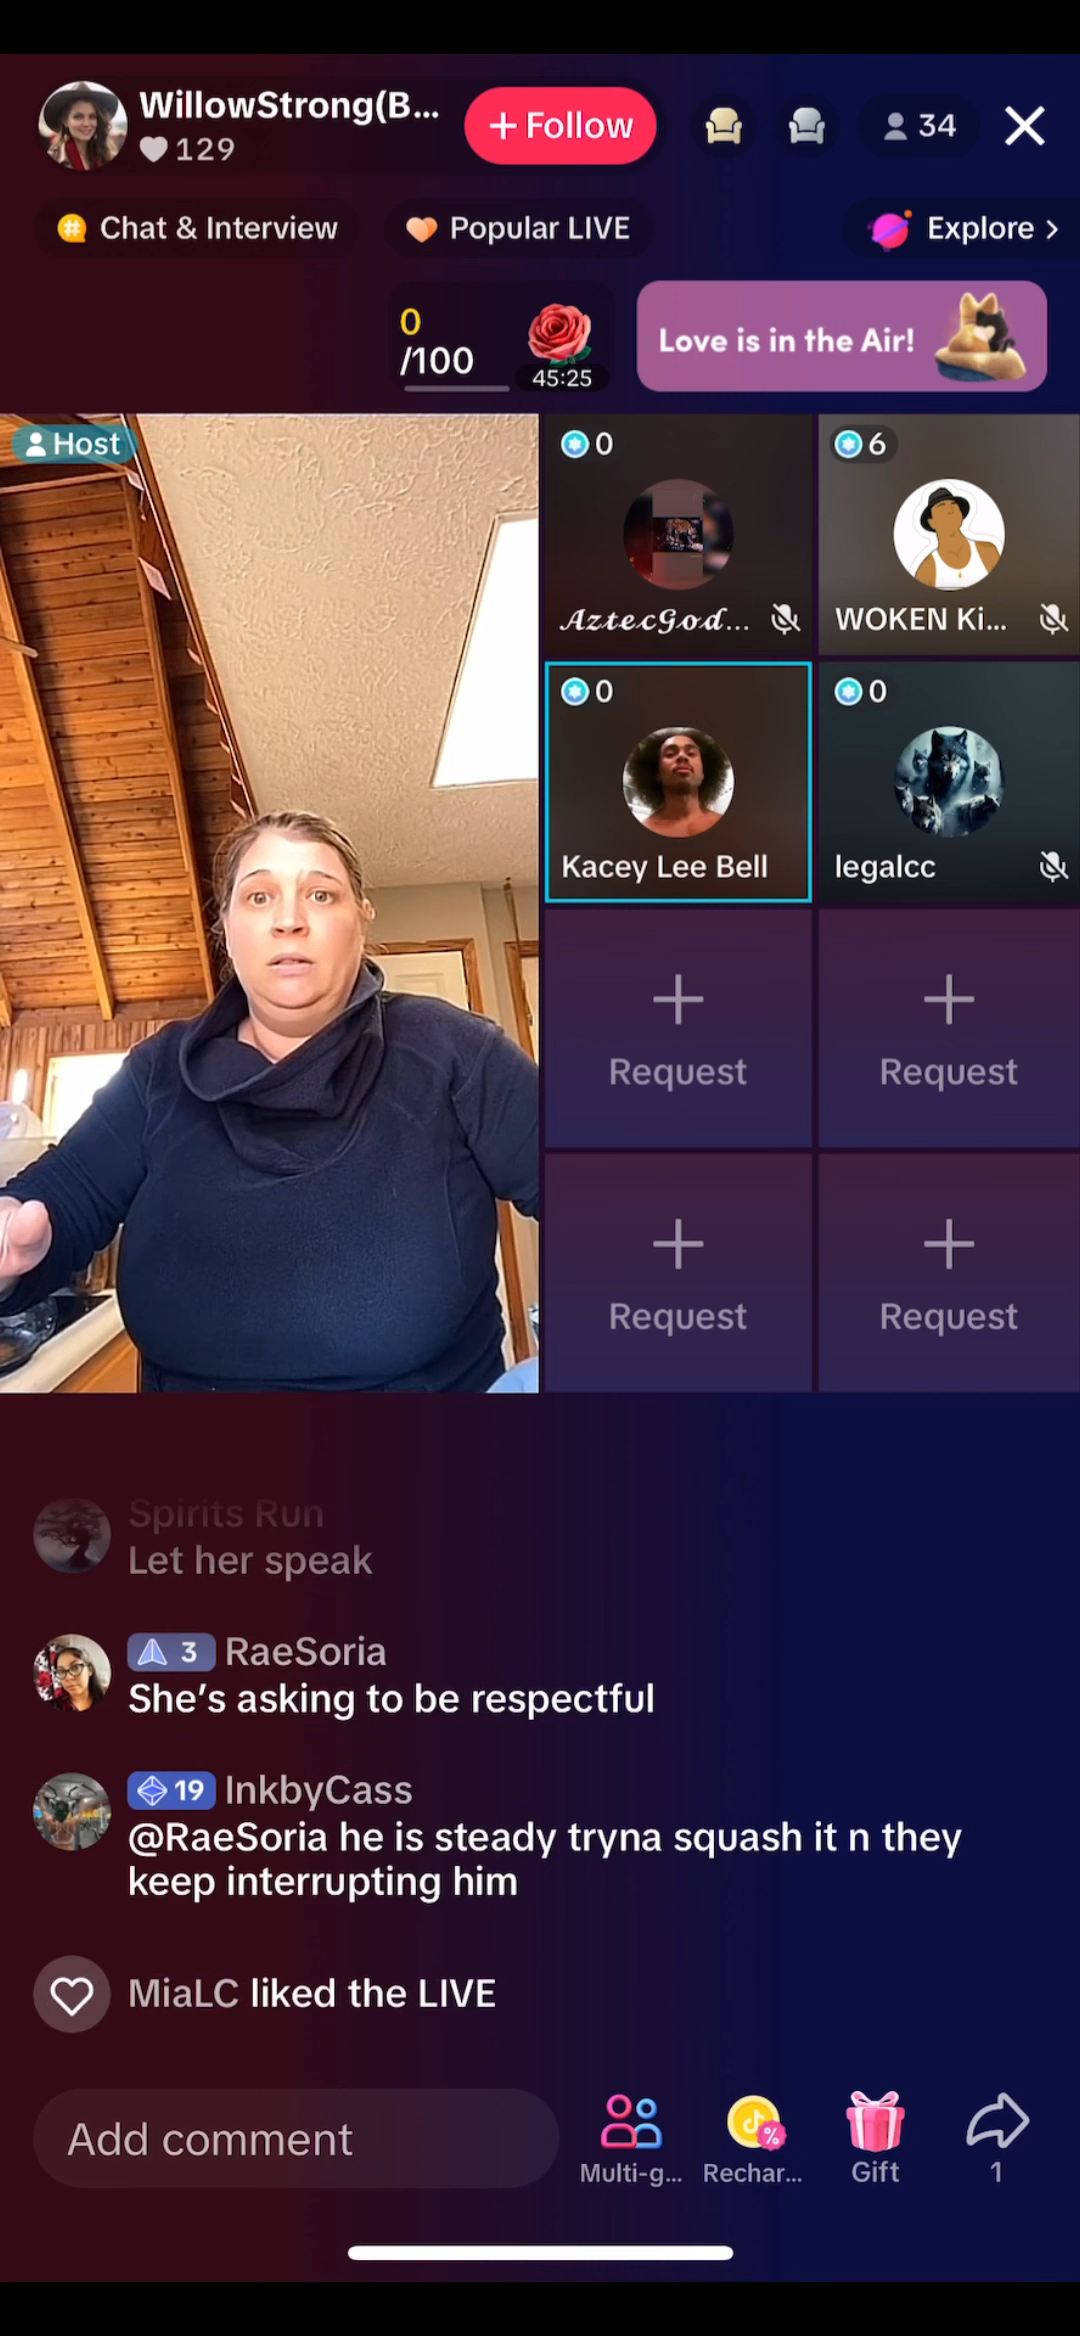 WillowStrong(B...
129
+ Follow
34
Chat & Interview
Popular LIVE
Explore >
0
/100
45:25
Love is in the Air!
Host
0
6
𝓐𝔃𝓽𝓮𝓬𝓖𝓸𝓭...
WOKEN Ki...
0
0
Kacey Lee Bell
legalcc
Request
Request
Request
Request
Spirits Run
Let her speak
3 RaeSoria
She's asking to be respectful
19 InkbyCass
@RaeSoria he is steady tryna squash it n they
keep interrupting him
MiaLC liked the LIVE
Add comment
Multi-g...
Rechar...
Gift
1